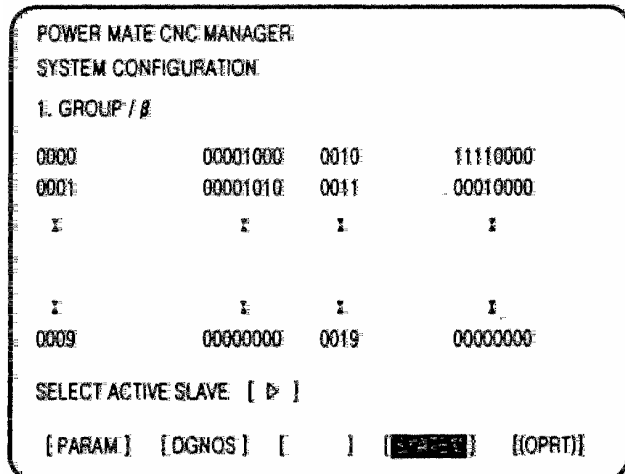 POWER MATE CNC MANAGER
SYSTEM CONFIGURATION
1. GROUP / β
0000 00001000 0010 11110000
0001 00001010 0011 00010000
: : : :
: : : :
0009 00000000 0019 00000000
SELECT ACTIVE SLAVE [ ▷ ]
[ PARAM ] [ DGNOS ] [ ] [ ] [(OPRT)]